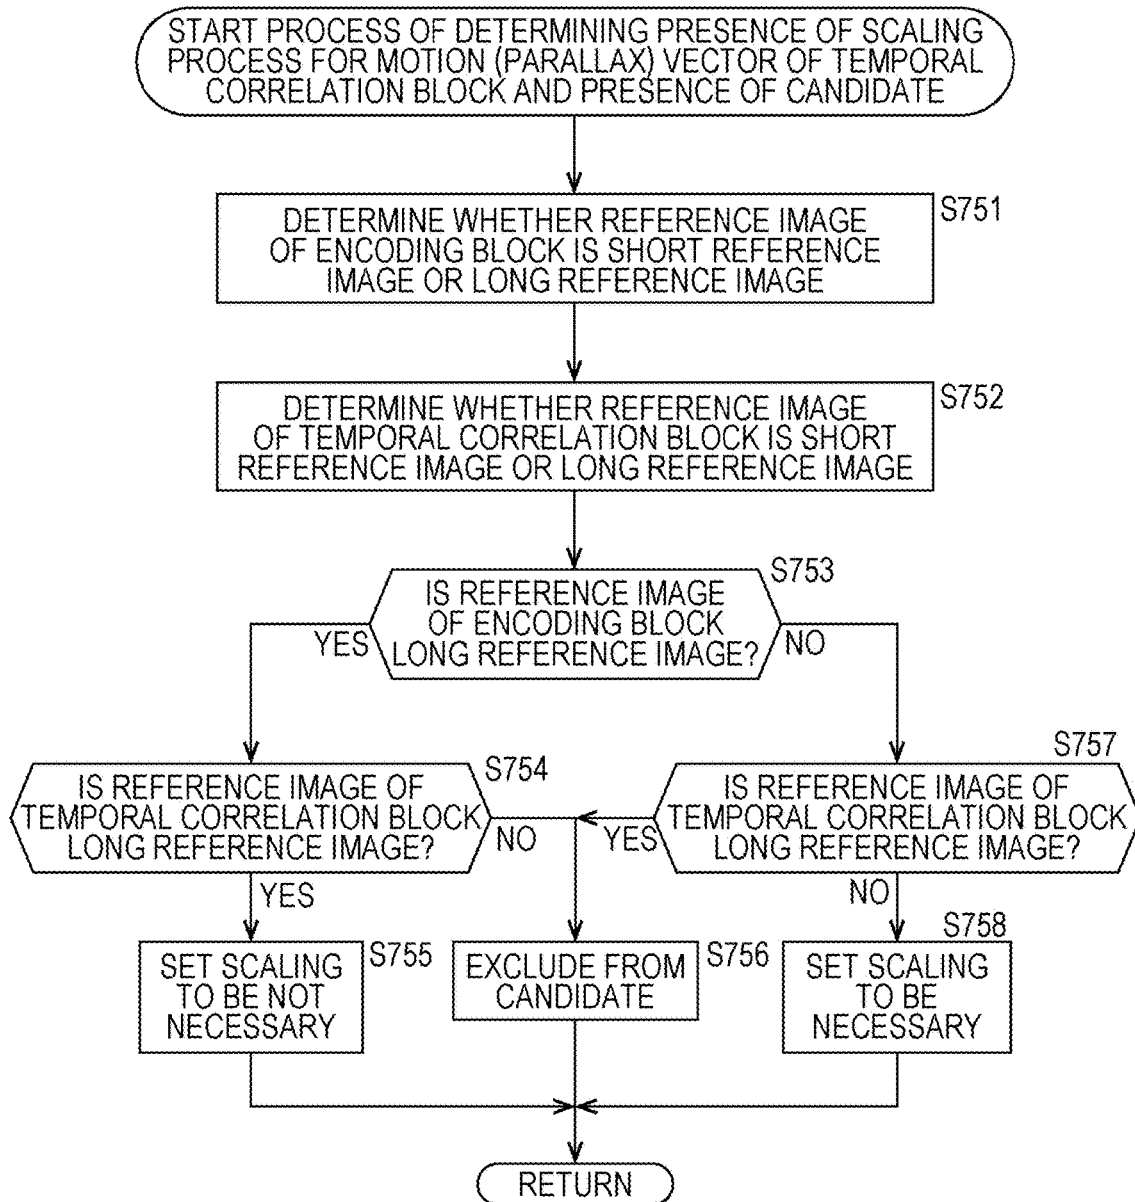 START PROCESS OF DETERMINING PRESENCE OF SCALING
PROCESS FOR MOTION (PARALLAX) VECTOR OF TEMPORAL
CORRELATION BLOCK AND PRESENCE OF CANDIDATE
S751
DETERMINE WHETHER REFERENCE IMAGE
OF ENCODING BLOCK IS SHORT REFERENCE
IMAGE OR LONG REFERENCE IMAGE
S752
DETERMINE WHETHER REFERENCE IMAGE
OF TEMPORAL CORRELATION BLOCK IS SHORT
REFERENCE IMAGE OR LONG REFERENCE IMAGE
S753
IS REFERENCE IMAGE
OF ENCODING BLOCK
LONG REFERENCE IMAGE?
YES
NO
S754
IS REFERENCE IMAGE OF
TEMPORAL CORRELATION BLOCK
LONG REFERENCE IMAGE?
NO
YES
S757
IS REFERENCE IMAGE OF
TEMPORAL CORRELATION BLOCK
LONG REFERENCE IMAGE?
YES
NO
S755
SET SCALING
TO BE NOT
NECESSARY
S756
EXCLUDE FROM
CANDIDATE
S758
SET SCALING
TO BE
NECESSARY
RETURN